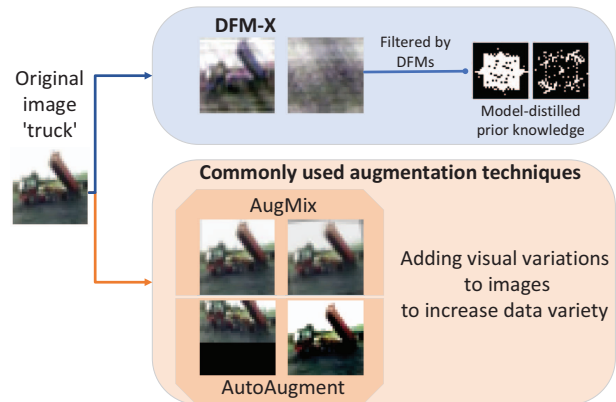 DFM-X
Filtered by
DFMs
Model-distilled
prior knowledge
Original
image
'truck'
Commonly used augmentation techniques
AugMix
AutoAugment
Adding visual variations
to images
to increase data variety